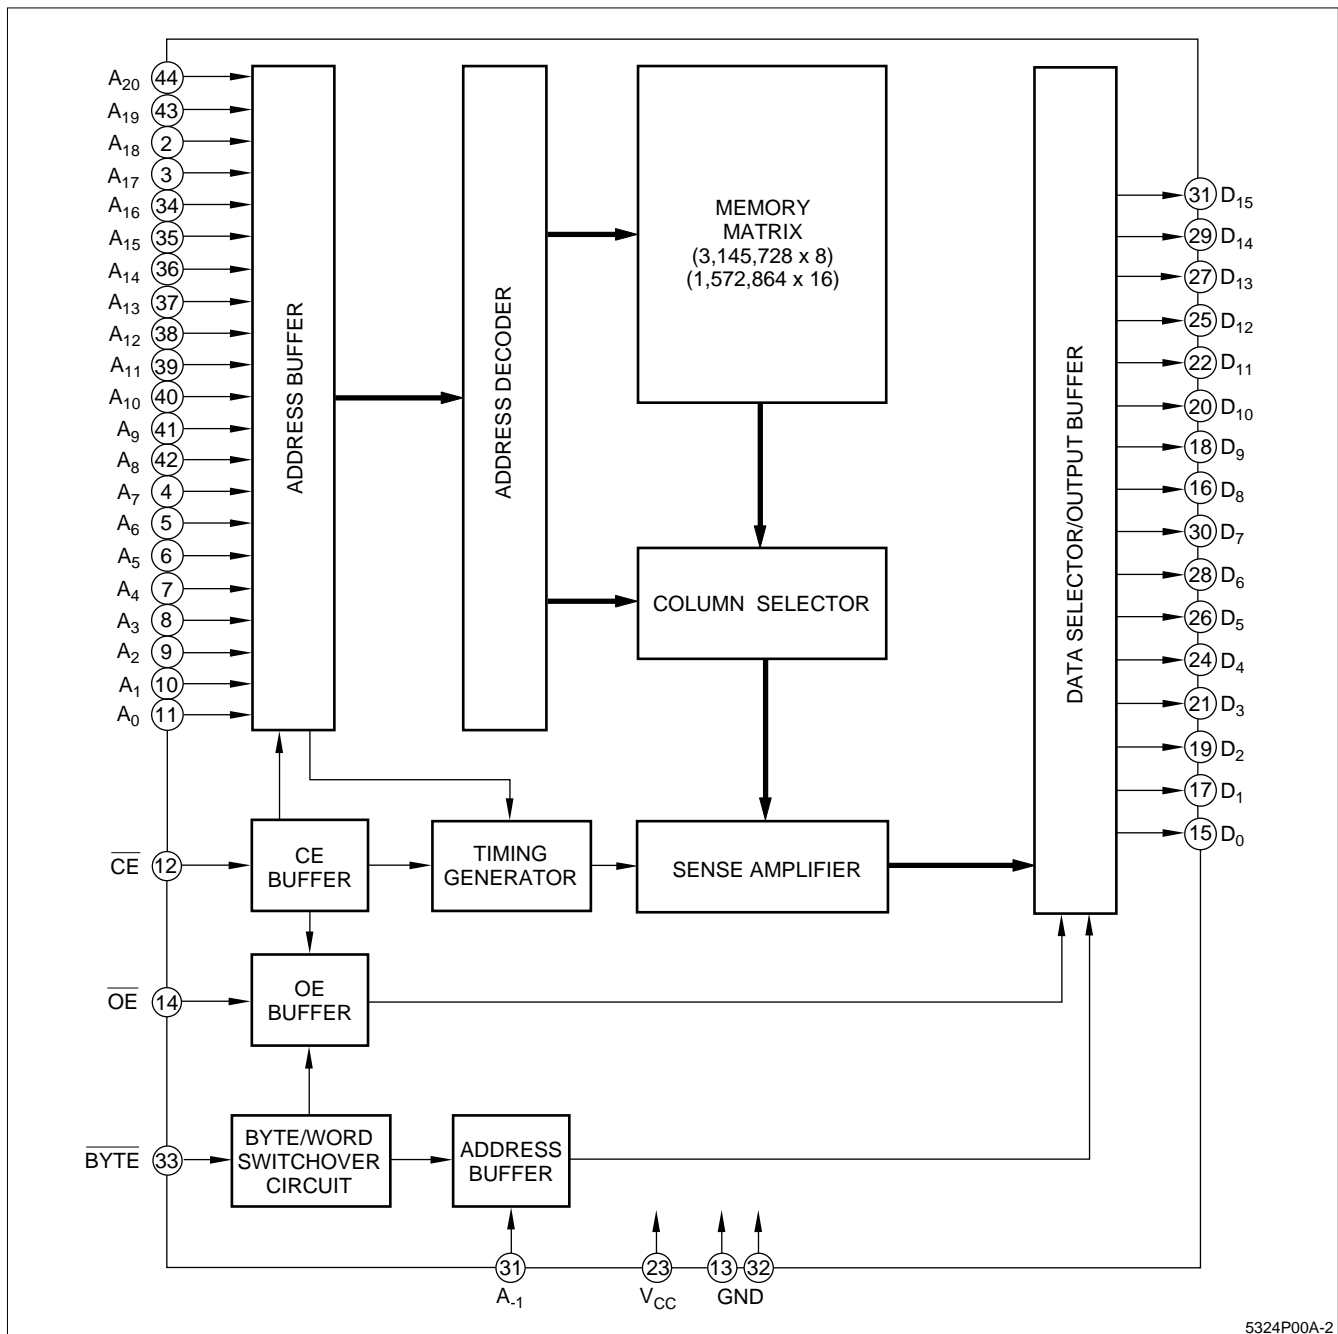 A20 44
A19 43
A18 2
A17 3
A16 34
A15 35
A14 36
A13 37
A12 38
A11 39
A10 40
A9 41
A8 42
A7 4
A6 5
A5 6
A4 7
A3 8
A2 9
A1 10
A0 11
ADDRESS BUFFER
ADDRESS DECODER
MEMORY
MATRIX
(3,145,728 x 8)
(1,572,864 x 16)
COLUMN SELECTOR
DATA SELECTOR/OUTPUT BUFFER
31 D15
29 D14
27 D13
25 D12
22 D11
20 D10
18 D9
16 D8
30 D7
28 D6
26 D5
24 D4
21 D3
19 D2
17 D1
15 D0
CE 12
CE
BUFFER
TIMING
GENERATOR
SENSE AMPLIFIER
OE 14
OE
BUFFER
BYTE 33
BYTE/WORD
SWITCHOVER
CIRCUIT
ADDRESS
BUFFER
31
A-1
23
VCC
13 32
GND
5324P00A-2